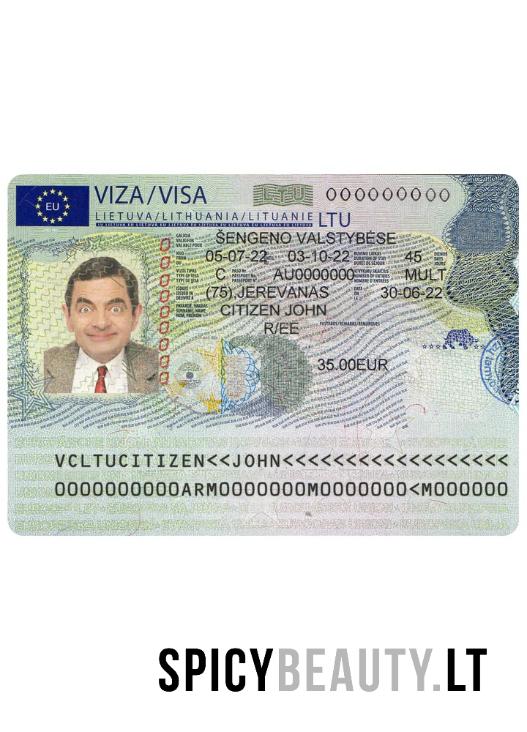 EU
VIZA/VISA
LTU
000000000
LIETUVA/LITHUANIA/LITUANIE LTU
ŠENGENO VALSTYBĖSE
05-07-22 03-10-22 45
C AU0000000 MULT
(75) JEREVANAS 30-06-22
CITIZEN JOHN
R/EE
35.00EUR
VCLTUCITIZEN<<JOHN<<<<<<<<<<<<<<<<<<<
0000000000ARM0000000M0000000<M000000
SPICYBEAUTY.LT